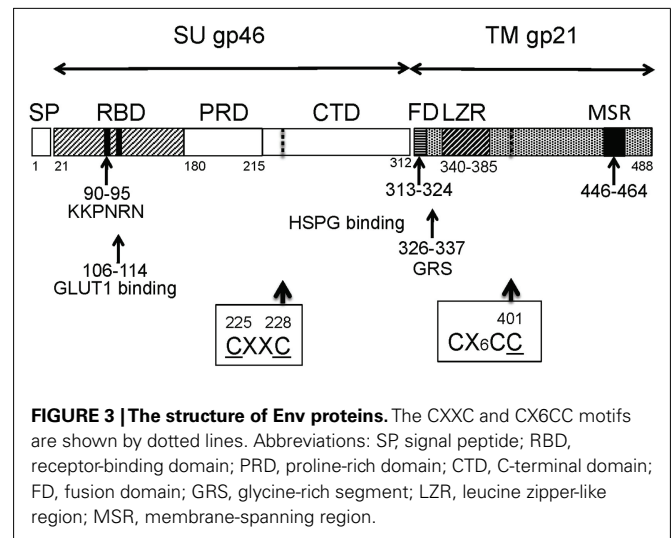 SU gp46 TM gp21
SP RBD PRD CTD FD LZR MSR
1 21 180 215 312 340-385 488
90-95 313-324 446-464
KKPNRN
HSPG binding
326-337
106-114 GRS
GLUT1 binding
225 228 401
CXXC CX6CC
FIGURE 3 | The structure of Env proteins. The CXXC and CX6CC motifs
are shown by dotted lines. Abbreviations: SP, signal peptide; RBD,
receptor-binding domain; PRD, proline-rich domain; CTD, C-terminal domain;
FD, fusion domain; GRS, glycine-rich segment; LZR, leucine zipper-like
region; MSR, membrane-spanning region.